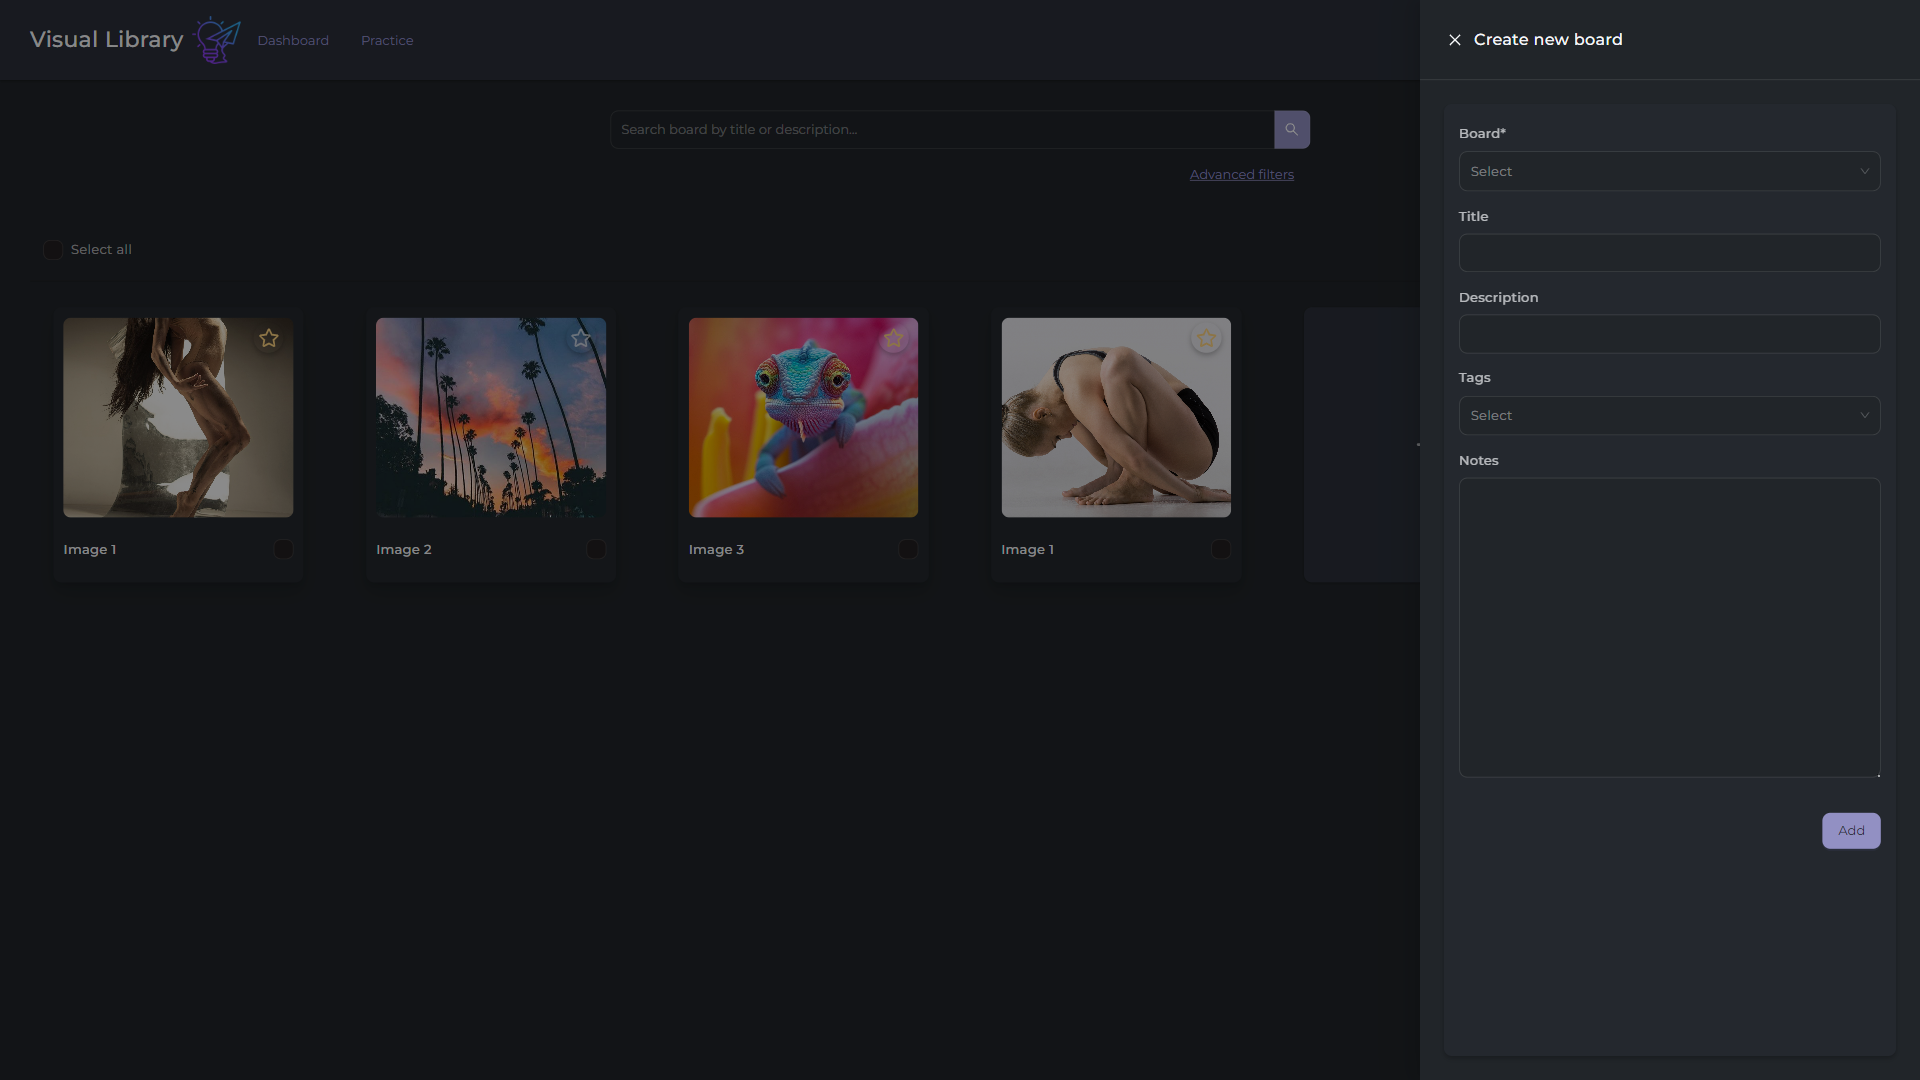 Visual Library
Dashboard
Practice
Search board by title or description...
Advanced filters
Select all
Image 1
Image 2
Image 3
Image 1
Create new board
Board*
Select
Title
Description
Tags
Select
Notes
Add